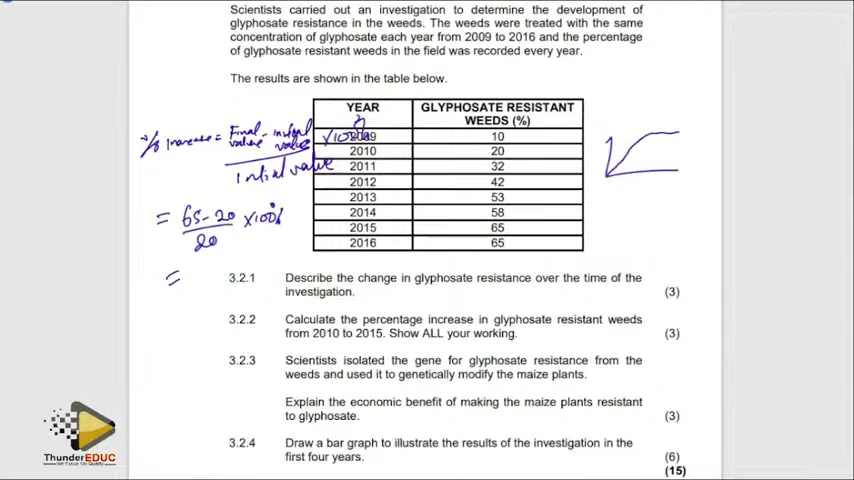 Scientists carried out an investigation to determine the development of
glyphosate resistance in the weeds. The weeds were treated with the same
concentration of glyphosate each year from 2009 to 2016 and the percentage
of glyphosate resistant weeds in the field was recorded every year.
The results are shown in the table below.
YEAR GLYPHOSATE RESISTANT WEEDS (%)
2009 10
2010 20
2011 32
2012 42
2013 53
2014 58
2015 65
2016 65
% Increase = Final value - initial value x100%
Initial value
= 65-20 x100%
20
=
3.2.1 Describe the change in glyphosate resistance over the time of the
investigation. (3)
3.2.2 Calculate the percentage increase in glyphosate resistant weeds
from 2010 to 2015. Show ALL your working. (3)
3.2.3 Scientists isolated the gene for glyphosate resistance from the
weeds and used it to genetically modify the maize plants.
Explain the economic benefit of making the maize plants resistant
to glyphosate. (3)
3.2.4 Draw a bar graph to illustrate the results of the investigation in the
first four years. (6)
(15)
ThunderEDUC
We Focus On Quality